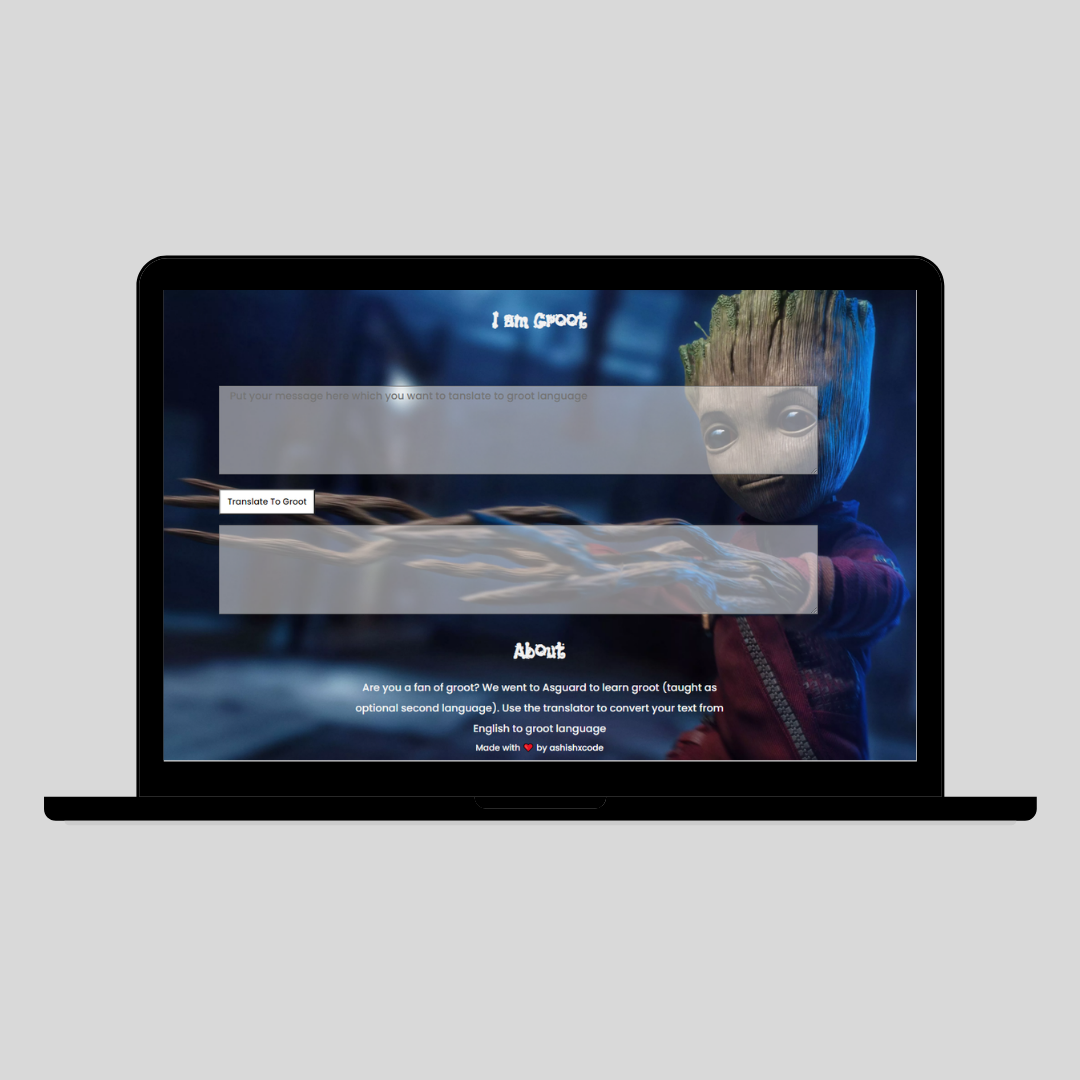 I am Groot
Put your message here which you want to tanslate to groot language
Translate To Groot
About
Are you a fan of groot? We went to Asguard to learn groot (taught as
optional second language). Use the translator to convert your text from
English to groot language
Made with ❤️ by ashishxcode